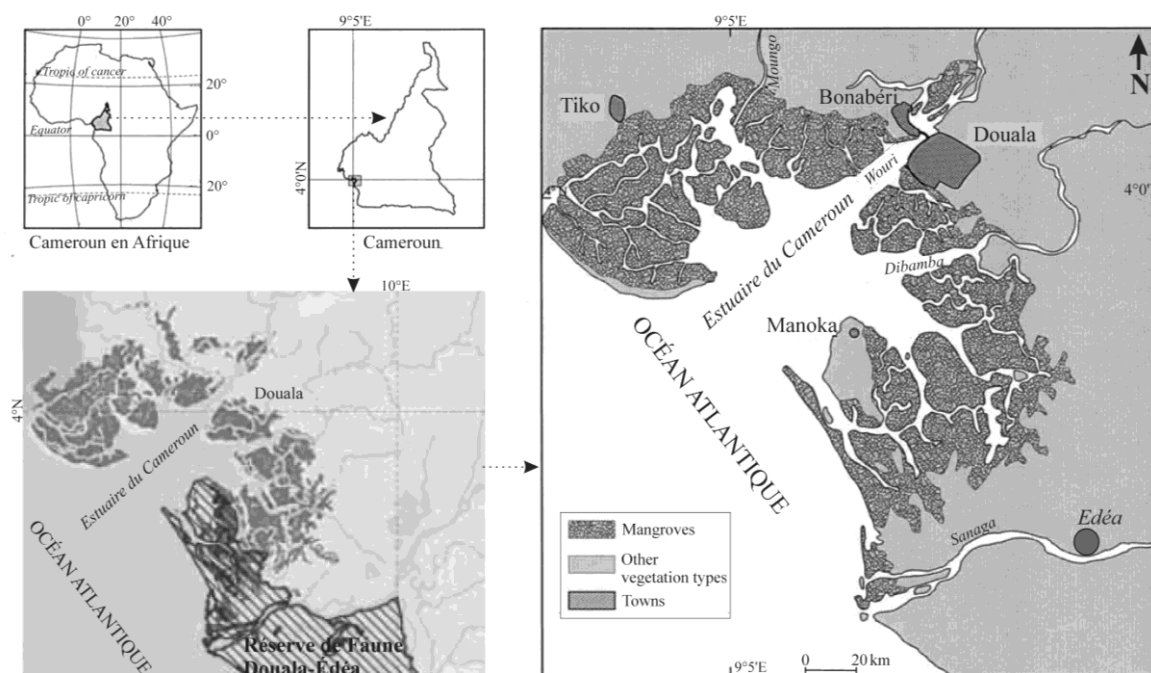 0° 20° 40°
Tropic of cancer
20°
Equator
0°
20°
Tropic of capricorn
Cameroun en Afrique
9°5'E
4°0'N
Cameroun
10°E
4°N
Douala
Estuaire du Cameroun
OCÉAN ATLANTIQUE
Réserve de Faune
Douala-Edéa
9°5'E
Moungo
N
Tiko
Bonabéri
Douala
Wouri
4°0'
Estuaire du Cameroun
Dibamba
Manoka
OCÉAN ATLANTIQUE
Mangroves
Other
vegetation types
Towns
Sanaga
Edéa
9°5'E
0 20 km